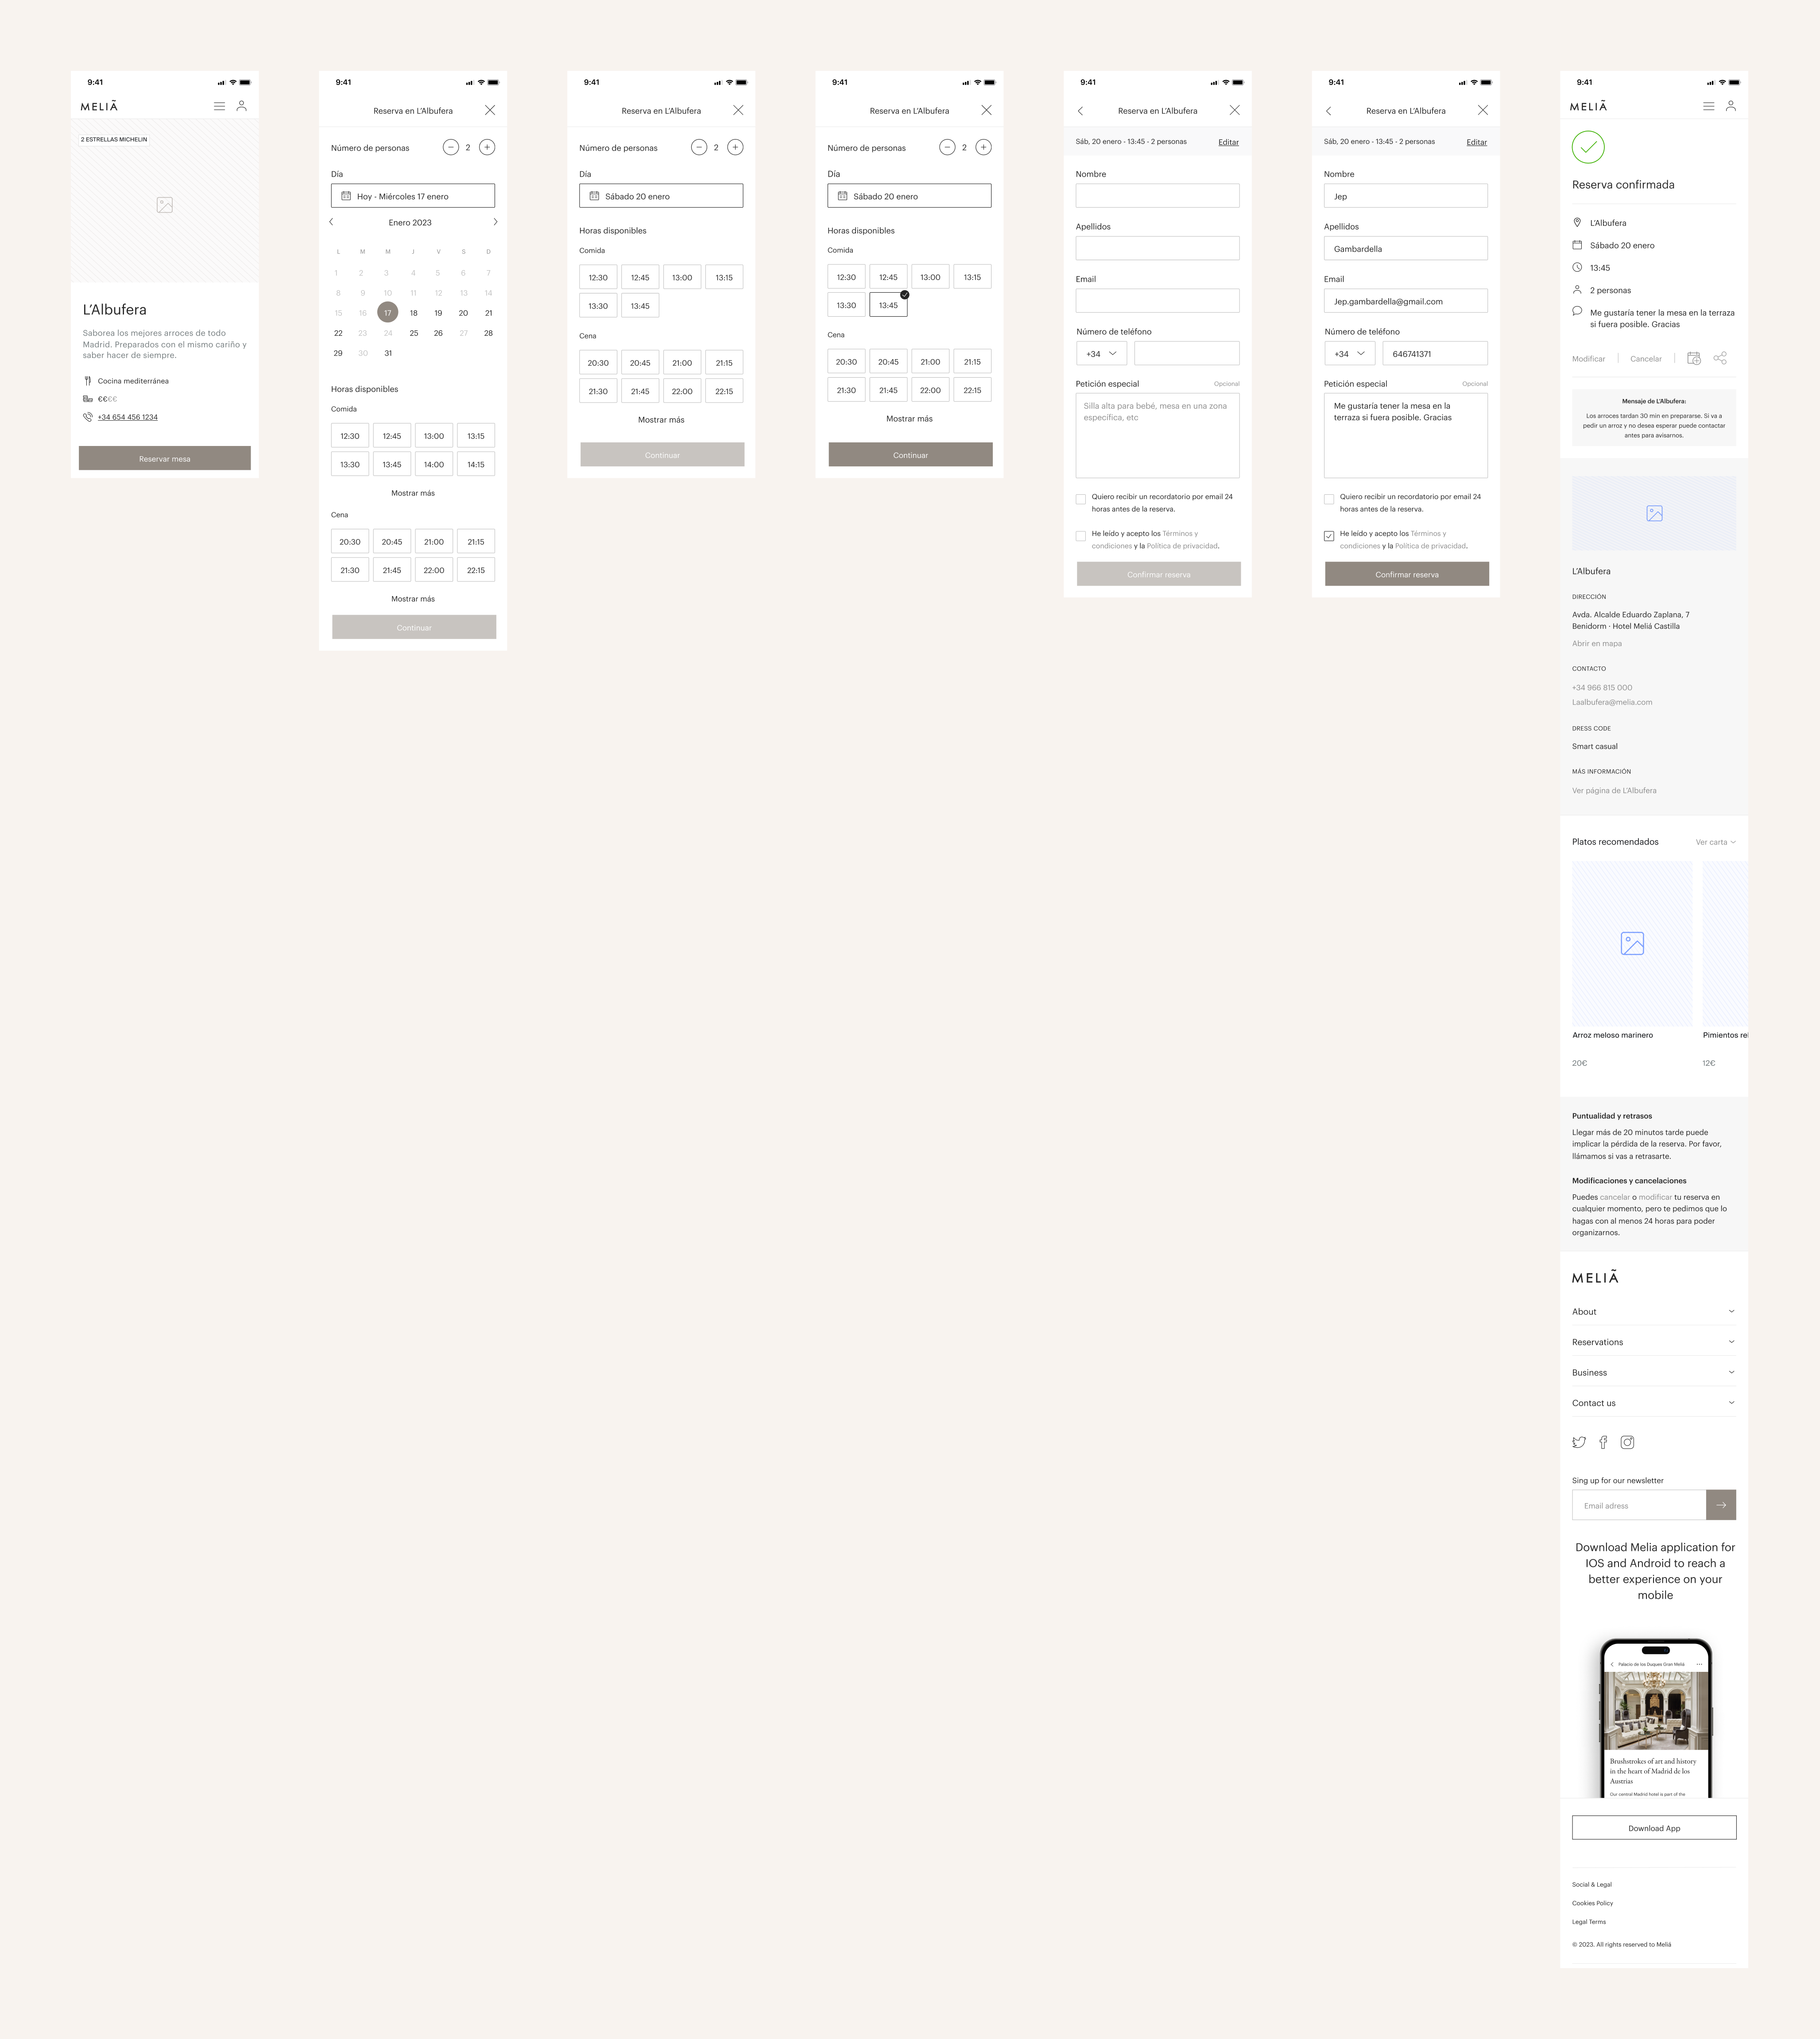 9:41
MELIÃ
2 ESTRELLAS MICHELIN
L'Albufera
Saborea los mejores arroces de todo
Madrid. Preparados con el mismo cariño y
saber hacer de siempre.
Cocina mediterránea
€€€€
+34 654 456 1234
Reservar mesa
9:41
Reserva en L'Albufera
Número de personas 2
Día
Hoy - Miércoles 17 enero
Enero 2023
L M M J V S D
1 2 3 4 5 6 7
8 9 10 11 12 13 14
15 16 17 18 19 20 21
22 23 24 25 26 27 28
29 30 31
Horas disponibles
Comida
12:30 12:45 13:00 13:15
13:30 13:45 14:00 14:15
Mostrar más
Cena
20:30 20:45 21:00 21:15
21:30 21:45 22:00 22:15
Mostrar más
Continuar
9:41
Reserva en L'Albufera
Número de personas 2
Día
Sábado 20 enero
Horas disponibles
Comida
12:30 12:45 13:00 13:15
13:30 13:45
Cena
20:30 20:45 21:00 21:15
21:30 21:45 22:00 22:15
Mostrar más
Continuar
9:41
Reserva en L'Albufera
Número de personas 2
Día
Sábado 20 enero
Horas disponibles
Comida
12:30 12:45 13:00 13:15
13:30 13:45
Cena
20:30 20:45 21:00 21:15
21:30 21:45 22:00 22:15
Mostrar más
Continuar
9:41
Reserva en L'Albufera
Sáb, 20 enero - 13:45 - 2 personas Editar
Nombre
Apellidos
Email
Número de teléfono
+34
Petición especial Opcional
Silla alta para bebé, mesa en una zona
específica, etc
Quiero recibir un recordatorio por email 24
horas antes de la reserva.
He leído y acepto los Términos y
condiciones y la Política de privacidad.
Confirmar reserva
9:41
Reserva en L'Albufera
Sáb, 20 enero - 13:45 - 2 personas Editar
Nombre
Jep
Apellidos
Gambardella
Email
Jep.gambardella@gmail.com
Número de teléfono
+34 646741371
Petición especial Opcional
Me gustaría tener la mesa en la
terraza si fuera posible. Gracias
Quiero recibir un recordatorio por email 24
horas antes de la reserva.
He leído y acepto los Términos y
condiciones y la Política de privacidad.
Confirmar reserva
9:41
MELIÃ
Reserva confirmada
L'Albufera
Sábado 20 enero
13:45
2 personas
Me gustaría tener la mesa en la terraza
si fuera posible. Gracias
Modificar Cancelar
Mensaje de L'Albufera:
Los arroces tardan 30 min en prepararse. Si va a
pedir un arroz y no desea esperar puede contactar
antes para avisarnos.
L'Albufera
DIRECCIÓN
Avda. Alcalde Eduardo Zaplana, 7
Benidorm · Hotel Meliá Castilla
Abrir en mapa
CONTACTO
+34 966 815 000
Laalbufera@melia.com
DRESS CODE
Smart casual
MÁS INFORMACIÓN
Ver página de L'Albufera
Platos recomendados Ver carta
Arroz meloso marinero Pimientos rel
20€ 12€
Puntualidad y retrasos
Llegar más de 20 minutos tarde puede
implicar la pérdida de la reserva. Por favor,
llámamos si vas a retrasarte.
Modificaciones y cancelaciones
Puedes cancelar o modificar tu reserva en
cualquier momento, pero te pedimos que lo
hagas con al menos 24 horas para poder
organizarnos.
MELIÃ
About
Reservations
Business
Contact us
Sing up for our newsletter
Email adress
Download Melia application for
IOS and Android to reach a
better experience on your
mobile
Palacio de los Duques Gran Meliá
Brushstrokes of art and history
in the heart of Madrid de los
Austrias
Our central Madrid hotel is part of the
Download App
Social & Legal
Cookies Policy
Legal Terms
© 2023. All rights reserved to Meliá